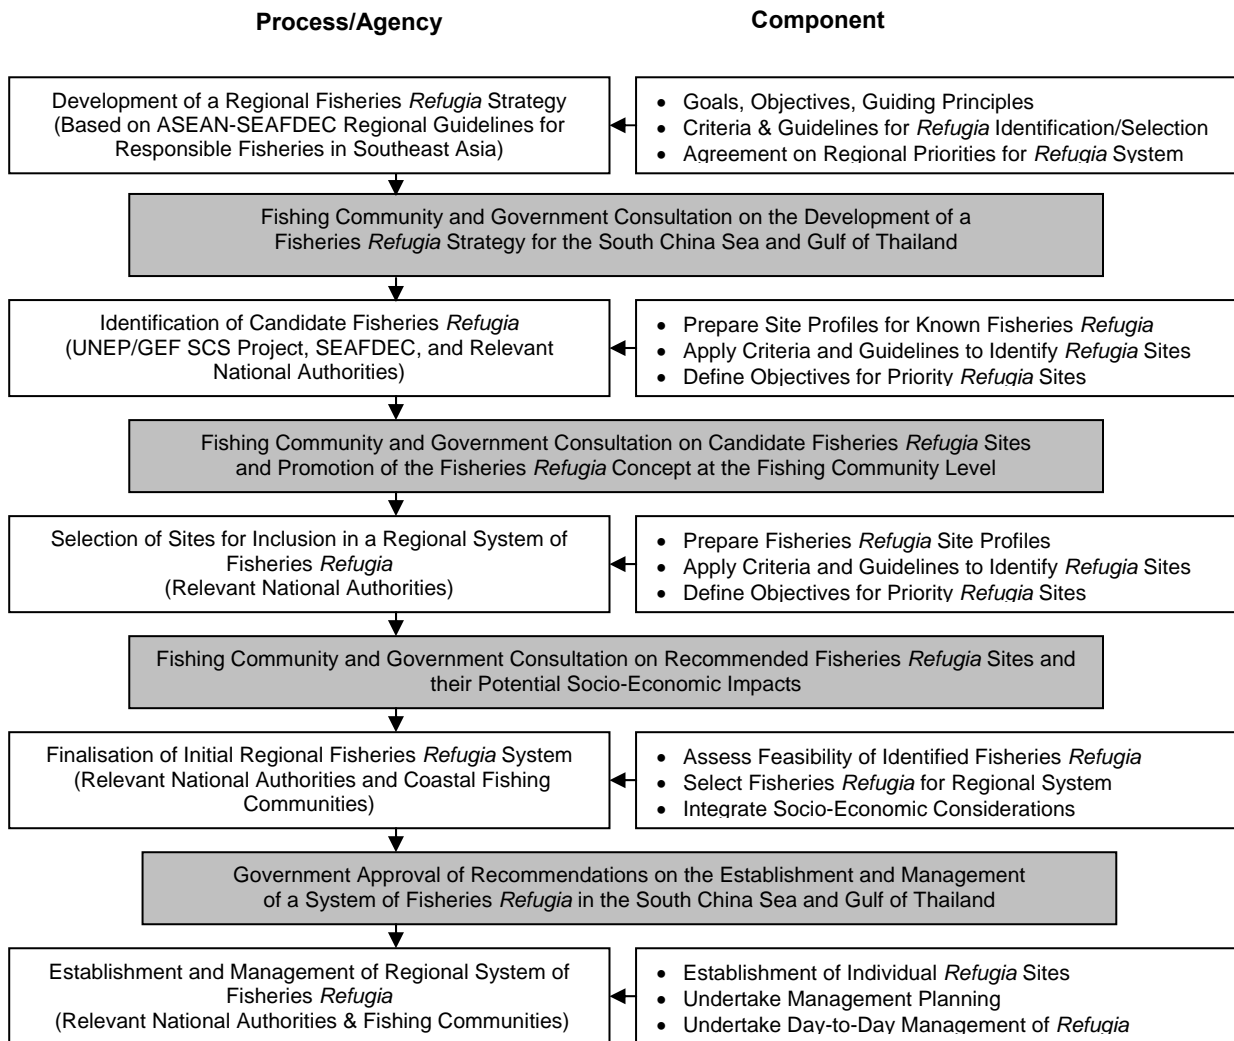 Process/Agency
Component
Development of a Regional Fisheries Refugia Strategy
(Based on ASEAN-SEAFDEC Regional Guidelines for
Responsible Fisheries in Southeast Asia)
• Goals, Objectives, Guiding Principles
• Criteria & Guidelines for Refugia Identification/Selection
• Agreement on Regional Priorities for Refugia System
Fishing Community and Government Consultation on the Development of a
Fisheries Refugia Strategy for the South China Sea and Gulf of Thailand
Identification of Candidate Fisheries Refugia
(UNEP/GEF SCS Project, SEAFDEC, and Relevant
National Authorities)
• Prepare Site Profiles for Known Fisheries Refugia
• Apply Criteria and Guidelines to Identify Refugia Sites
• Define Objectives for Priority Refugia Sites
Fishing Community and Government Consultation on Candidate Fisheries Refugia Sites
and Promotion of the Fisheries Refugia Concept at the Fishing Community Level
Selection of Sites for Inclusion in a Regional System of
Fisheries Refugia
(Relevant National Authorities)
• Prepare Fisheries Refugia Site Profiles
• Apply Criteria and Guidelines to Identify Refugia Sites
• Define Objectives for Priority Refugia Sites
Fishing Community and Government Consultation on Recommended Fisheries Refugia Sites and
their Potential Socio-Economic Impacts
Finalisation of Initial Regional Fisheries Refugia System
(Relevant National Authorities and Coastal Fishing
Communities)
• Assess Feasibility of Identified Fisheries Refugia
• Select Fisheries Refugia for Regional System
• Integrate Socio-Economic Considerations
Government Approval of Recommendations on the Establishment and Management
of a System of Fisheries Refugia in the South China Sea and Gulf of Thailand
Establishment and Management of Regional System of
Fisheries Refugia
(Relevant National Authorities & Fishing Communities)
• Establishment of Individual Refugia Sites
• Undertake Management Planning
• Undertake Day-to-Day Management of Refugia